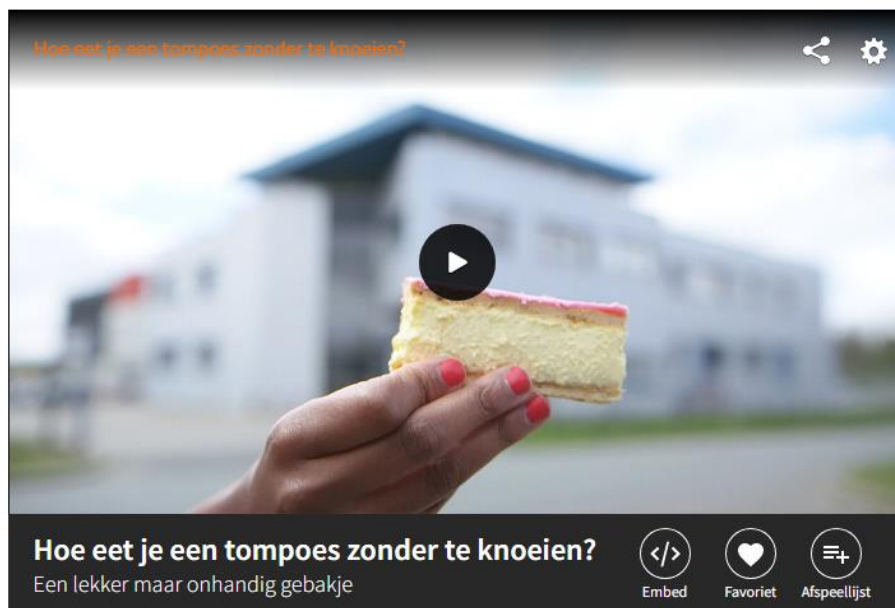 Hoe eet je een tompoes zonder te knoeien?
Hoe eet je een tompoes zonder te knoeien?
Een lekker maar onhandig gebakje
Embed
Favoriet
Afspeellijst